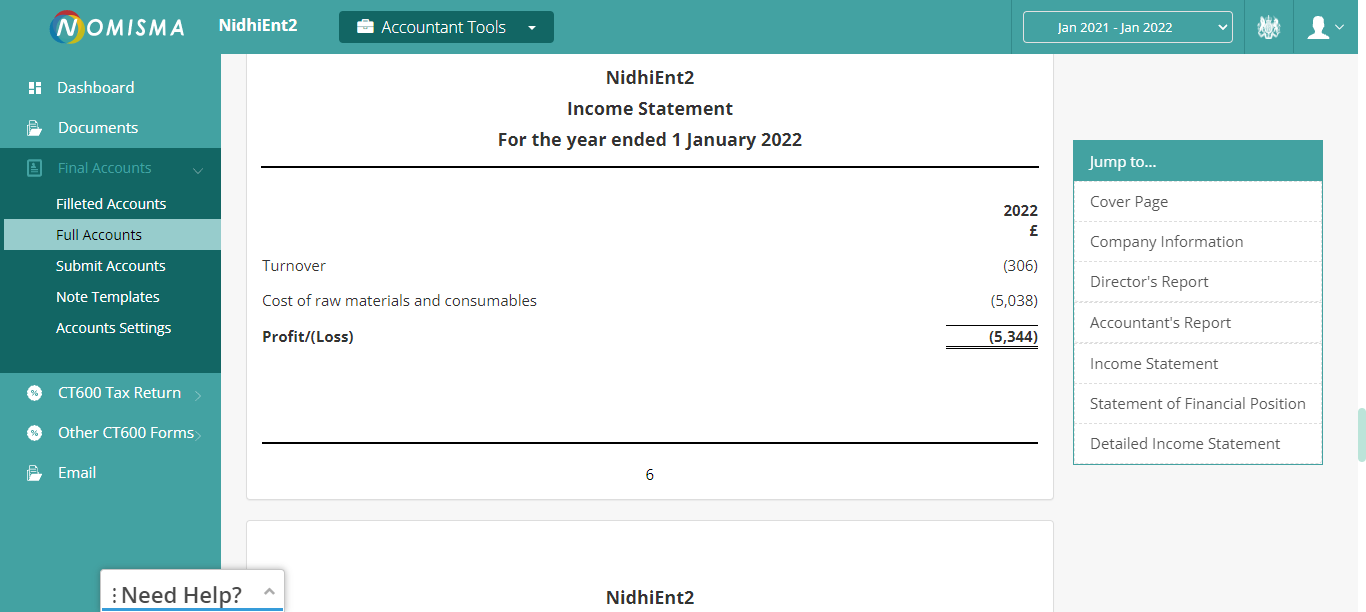 NOMISMA
NidhiEnt2
Accountant Tools
Jan 2021 - Jan 2022
Dashboard
Documents
Final Accounts
Filleted Accounts
Full Accounts
Submit Accounts
Note Templates
Accounts Settings
CT600 Tax Return
Other CT600 Forms
Email
Need Help?
NidhiEnt2
Income Statement
For the year ended 1 January 2022
2022
£
Turnover (306)
Cost of raw materials and consumables (5,038)
Profit/(Loss) (5,344)
6
NidhiEnt2
Jump to...
Cover Page
Company Information
Director's Report
Accountant's Report
Income Statement
Statement of Financial Position
Detailed Income Statement